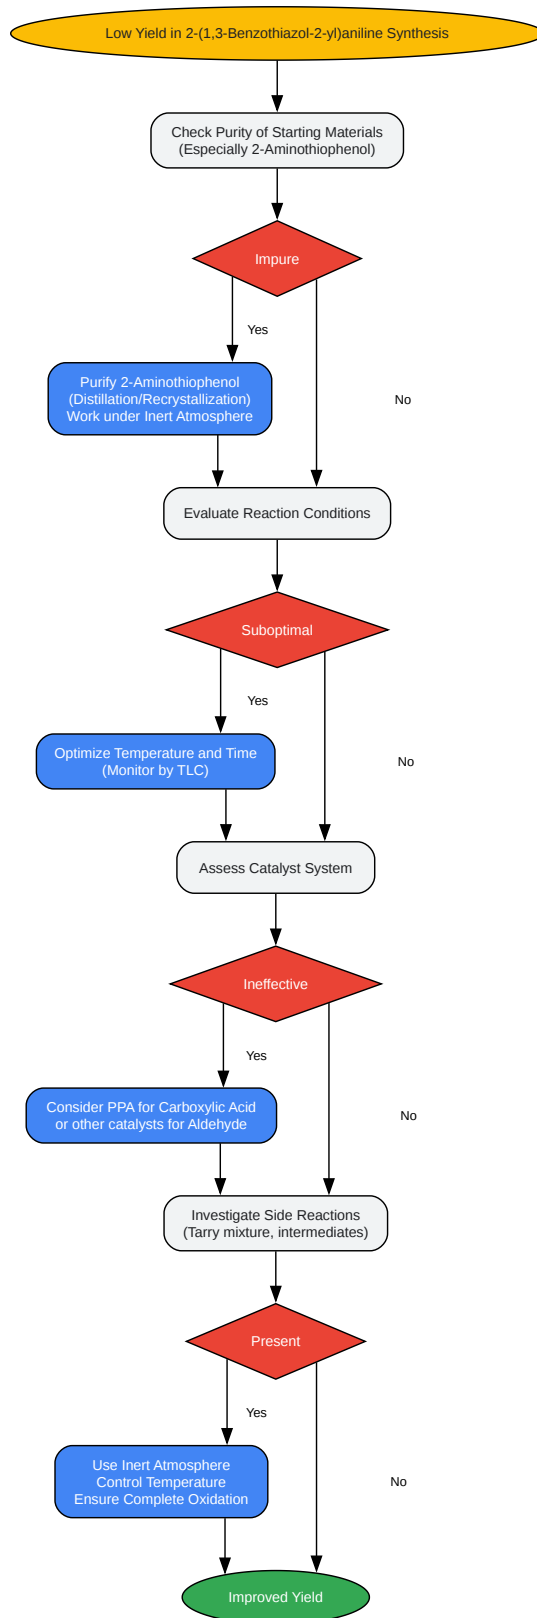 Low Yield in 2-(1,3-Benzothiazol-2-yl)aniline Synthesis
Check Purity of Starting Materials
(Especially 2-Aminothiophenol)
Impure
Yes
Purify 2-Aminothiophenol
(Distillation/Recrystallization)
Work under Inert Atmosphere
No
Evaluate Reaction Conditions
Suboptimal
Yes
Optimize Temperature and Time
(Monitor by TLC)
No
Assess Catalyst System
Ineffective
Yes
Consider PPA for Carboxylic Acid
or other catalysts for Aldehyde
No
Investigate Side Reactions
(Tarry mixture, intermediates)
Present
Yes
Use Inert Atmosphere
Control Temperature
Ensure Complete Oxidation
No
Improved Yield